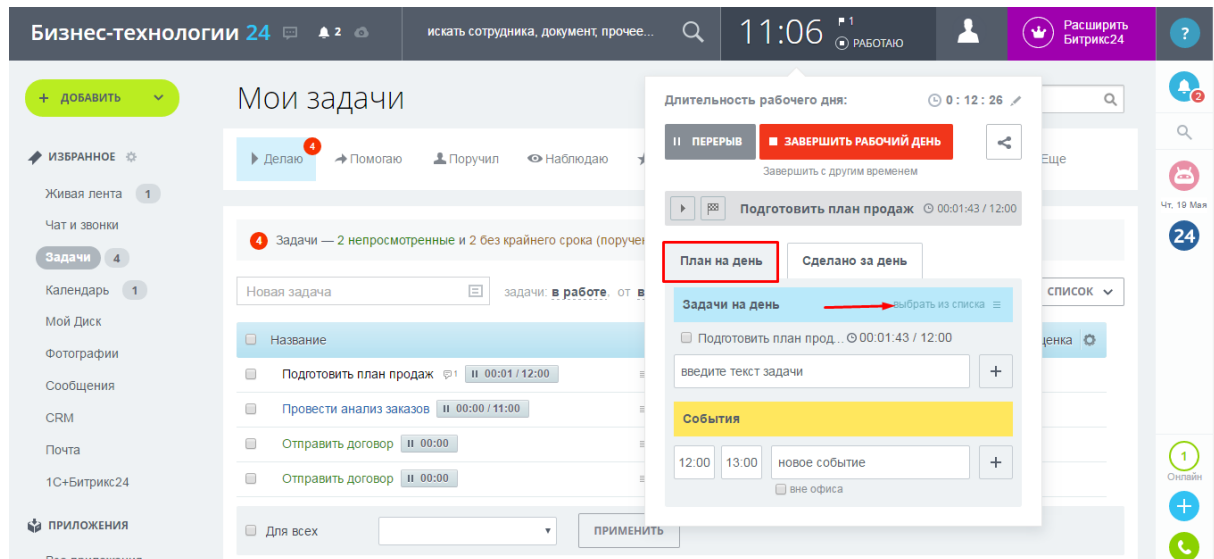 Бизнес-технологии 24
2
искать сотрудника, документ, прочее...
11:06
1
РАБОТАЮ
Расширить
Битрикс24
?
+ ДОБАВИТЬ
ИЗБРАННОЕ
Живая лента 1
Чат и звонки
Задачи 4
Календарь 1
Мой Диск
Фотографии
Сообщения
CRM
Почта
1С+Битрикс24
ПРИЛОЖЕНИЯ
Мои задачи
Делаю 4 Помогаю Поручил Наблюдаю
Еще
4 Задачи — 2 непросмотренные и 2 без крайнего срока (поручен
Новая задача
задачи: в работе, от в
СПИСОК
Название
ценка
Подготовить план продаж 1 00:01 / 12:00
Провести анализ заказов 00:00 / 11:00
Отправить договор 00:00
Отправить договор 00:00
Для всех
ПРИМЕНИТЬ
Длительность рабочего дня: 0 : 12 : 26
ПЕРЕРЫВ
ЗАВЕРШИТЬ РАБОЧИЙ ДЕНЬ
Завершить с другим временем
Подготовить план продаж 00:01:43 / 12:00
План на день
Сделано за день
Задачи на день
выбрать из списка
Подготовить план прод... 00:01:43 / 12:00
введите текст задачи +
События
12:00 13:00 новое событие +
вне офиса
2
Чт, 19 Мая
24
1
Онлайн
+